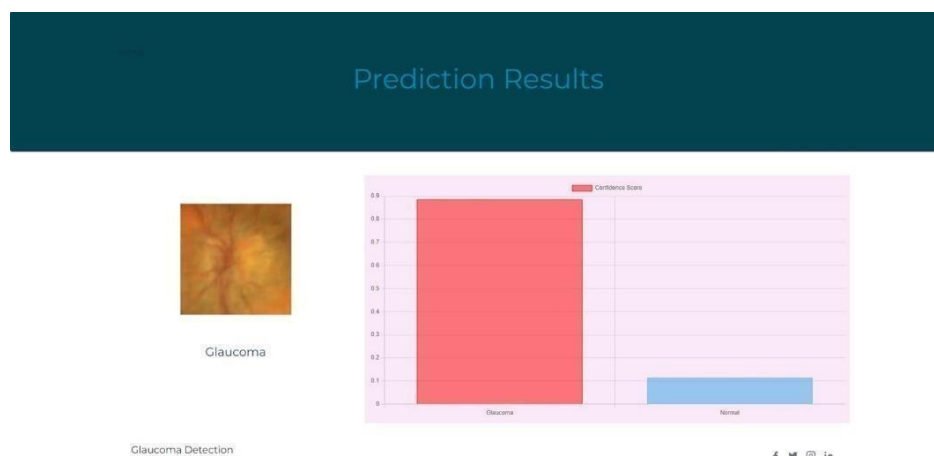 Prediction Results
Confidence Score
0.9
0.8
0.7
0.6
0.5
0.4
0.3
0.2
0.1
0
Glaucoma
Normal
Glaucoma
Glaucoma Detection